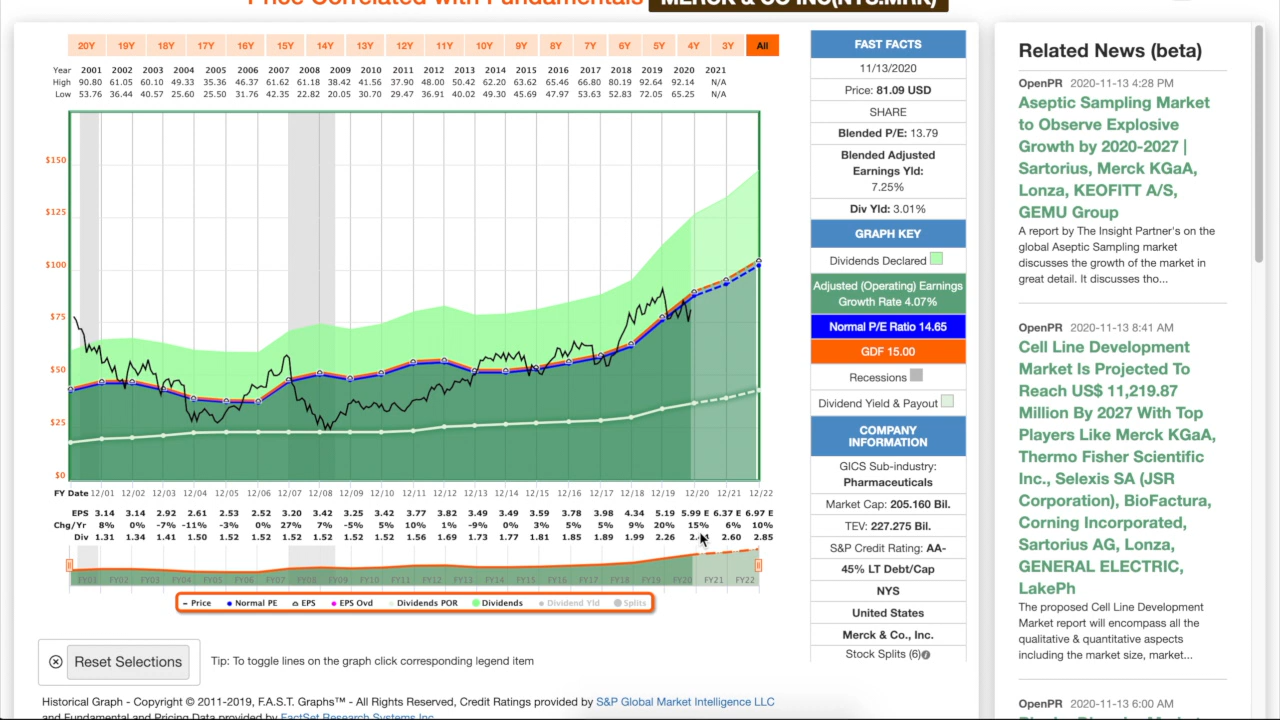 Price Correlated with Fundamentals MERCK & CO INC(NYS:MRK)
20Y 19Y 18Y 17Y 16Y 15Y 14Y 13Y 12Y 11Y 10Y 9Y 8Y 7Y 6Y 5Y 4Y 3Y All
Year 2001 2002 2003 2004 2005 2006 2007 2008 2009 2010 2011 2012 2013 2014 2015 2016 2017 2018 2019 2020 2021
High 90.80 61.05 60.10 49.33 35.36 46.37 61.62 61.18 38.42 41.56 37.90 48.00 50.42 62.20 63.62 65.46 66.80 80.19 92.64 92.14 N/A
Low 53.76 36.44 40.57 25.60 25.50 31.76 42.35 22.82 20.05 30.70 29.47 36.91 40.02 49.30 45.69 47.97 53.63 52.83 72.05 65.25 N/A
$150
$125
$100
$75
$50
$25
$0
FY Date 12/01 12/02 12/03 12/04 12/05 12/06 12/07 12/08 12/09 12/10 12/11 12/12 12/13 12/14 12/15 12/16 12/17 12/18 12/19 12/20 12/21 12/22
EPS 3.14 3.14 2.92 2.61 2.53 2.52 3.20 3.42 3.25 3.42 3.77 3.82 3.49 3.49 3.59 3.78 3.98 4.34 5.19 5.99 E 6.37 E 6.97 E
Chg/Yr 8% 0% -7% -11% -3% 0% 27% 7% -5% 5% 10% 1% -9% 0% 3% 5% 5% 9% 20% 15% 6% 10%
Div 1.31 1.34 1.41 1.50 1.52 1.52 1.52 1.52 1.52 1.52 1.56 1.69 1.73 1.77 1.81 1.85 1.89 1.99 2.26 2.60 2.85
FY01 FY02 FY03 FY04 FY05 FY06 FY07 FY08 FY09 FY10 FY11 FY12 FY13 FY14 FY15 FY16 FY17 FY18 FY19 FY20 FY21 FY22
Price Normal PE EPS EPS Ovd Dividends POR Dividends Dividend Yld Splits
Reset Selections Tip: To toggle lines on the graph click corresponding legend item
Historical Graph - Copyright © 2011-2019, F.A.S.T. Graphs™ - All Rights Reserved, Credit Ratings provided by S&P Global Market Intelligence LLC
and Fundamental and Pricing Data provided by FactSet Research Systems Inc.
FAST FACTS
11/13/2020
Price: 81.09 USD
SHARE
Blended P/E: 13.79
Blended Adjusted
Earnings Yld:
7.25%
Div Yld: 3.01%
GRAPH KEY
Dividends Declared
Adjusted (Operating) Earnings
Growth Rate 4.07%
Normal P/E Ratio 14.65
GDF 15.00
Recessions
Dividend Yield & Payout
COMPANY
INFORMATION
GICS Sub-industry:
Pharmaceuticals
Market Cap: 205.160 Bil.
TEV: 227.275 Bil.
S&P Credit Rating: AA-
45% LT Debt/Cap
NYS
United States
Merck & Co., Inc.
Stock Splits (6)
Related News (beta)
OpenPR 2020-11-13 4:28 PM
Aseptic Sampling Market
to Observe Explosive
Growth by 2020-2027 |
Sartorius, Merck KGaA,
Lonza, KEOFITT A/S,
GEMU Group
A report by The Insight Partner's on the
global Aseptic Sampling market
discusses the growth of the market in
great detail. It discusses tho...
OpenPR 2020-11-13 8:41 AM
Cell Line Development
Market Is Projected To
Reach US$ 11,219.87
Million By 2027 With Top
Players Like Merck KGaA,
Thermo Fisher Scientific
Inc., Selexis SA (JSR
Corporation), BioFactura,
Corning Incorporated,
Sartorius AG, Lonza,
GENERAL ELECTRIC,
LakePh
The proposed Cell Line Development
Market report will encompass all the
qualitative & quantitative aspects
including the market size, market...
OpenPR 2020-11-13 6:00 AM